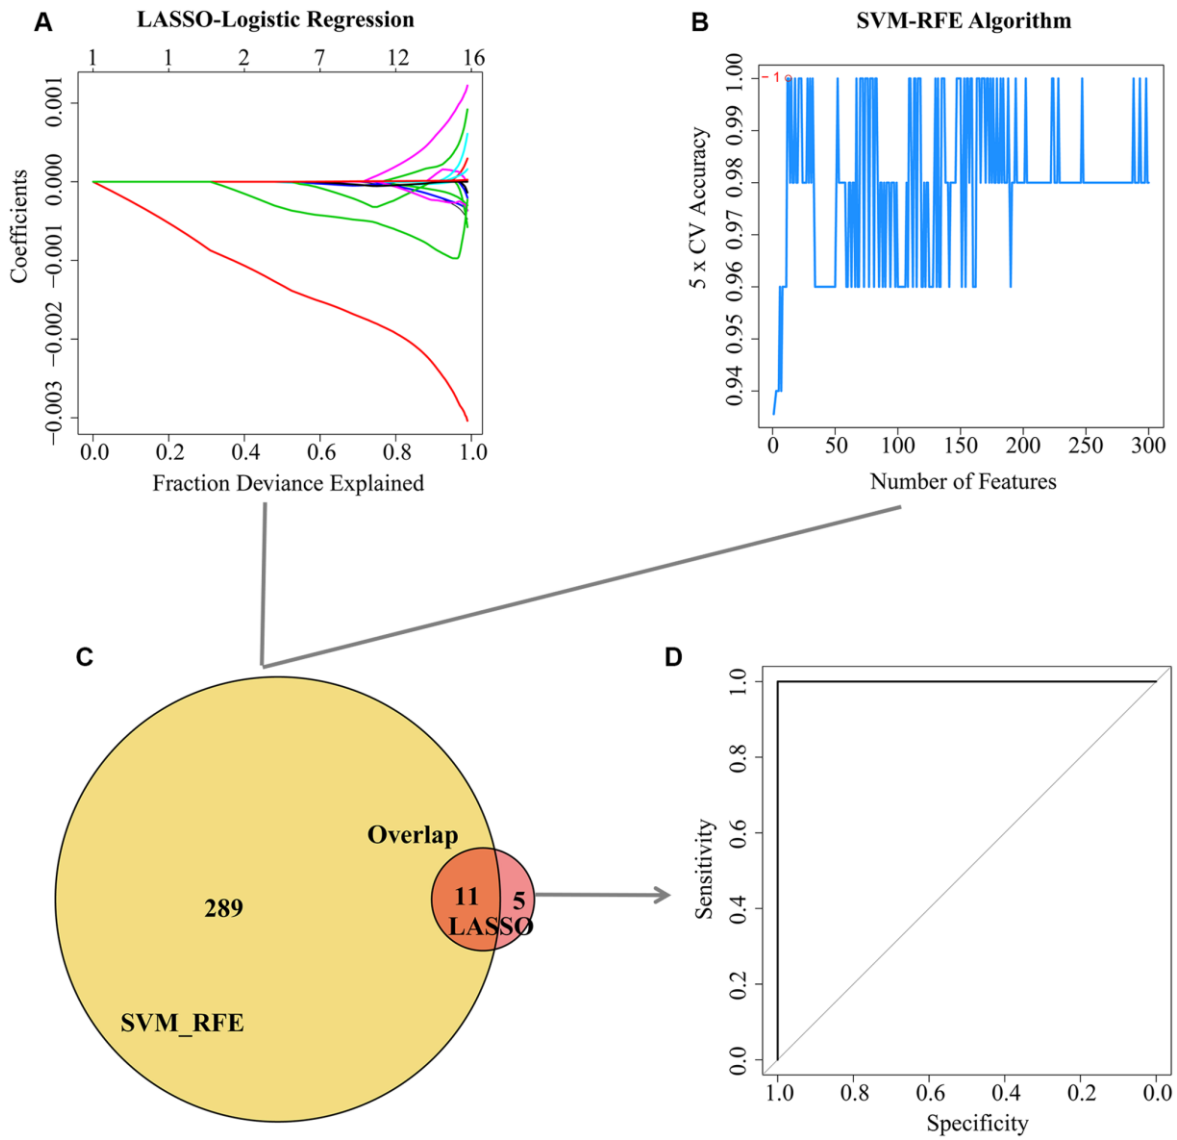 A
LASSO-Logistic Regression
1 1 2 7 12 16
0.001
0.000
−0.001
−0.002
−0.003
Coefficients
0.0 0.2 0.4 0.6 0.8 1.0
Fraction Deviance Explained
B
SVM-RFE Algorithm
1.00
0.99
0.98
0.97
0.96
0.95
0.94
−1
5 x CV Accuracy
0 50 100 150 200 250 300
Number of Features
C
Overlap
289
11
5
LASSO
SVM_RFE
D
1.0
0.8
0.6
0.4
0.2
0.0
Sensitivity
1.0 0.8 0.6 0.4 0.2 0.0
Specificity